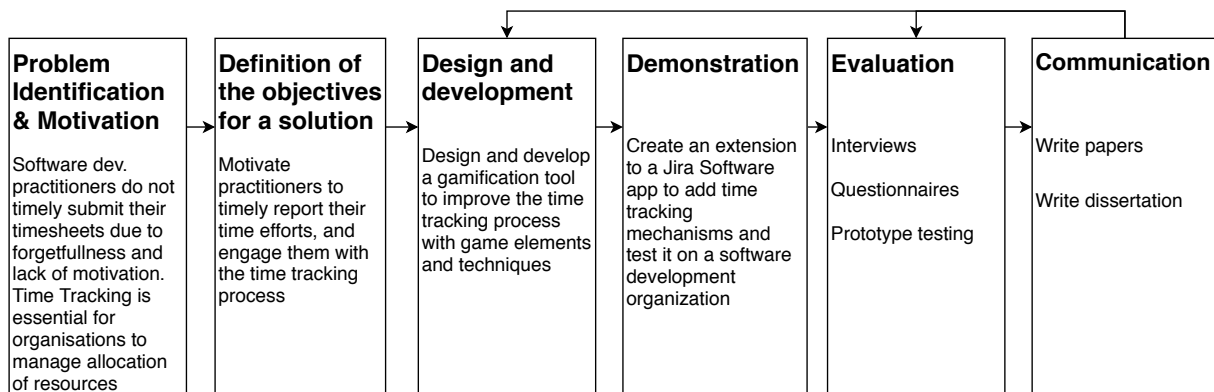 Problem
Identification
& Motivation
Software dev.
practitioners do not
timely submit their
timesheets due to
forgetfullness and
lack of motivation.
Time Tracking is
essential for
organisations to
manage allocation
of resources
Definition of
the objectives
for a solution
Motivate
practitioners to
timely report their
time efforts, and
engage them with
the time tracking
process
Design and
development
Design and develop
a gamification tool
to improve the time
tracking process
with game elements
and techniques
Demonstration
Create an extension
to a Jira Software
app to add time
tracking
mechanisms and
test it on a software
development
organization
Evaluation
Interviews
Questionnaires
Prototype testing
Communication
Write papers
Write dissertation